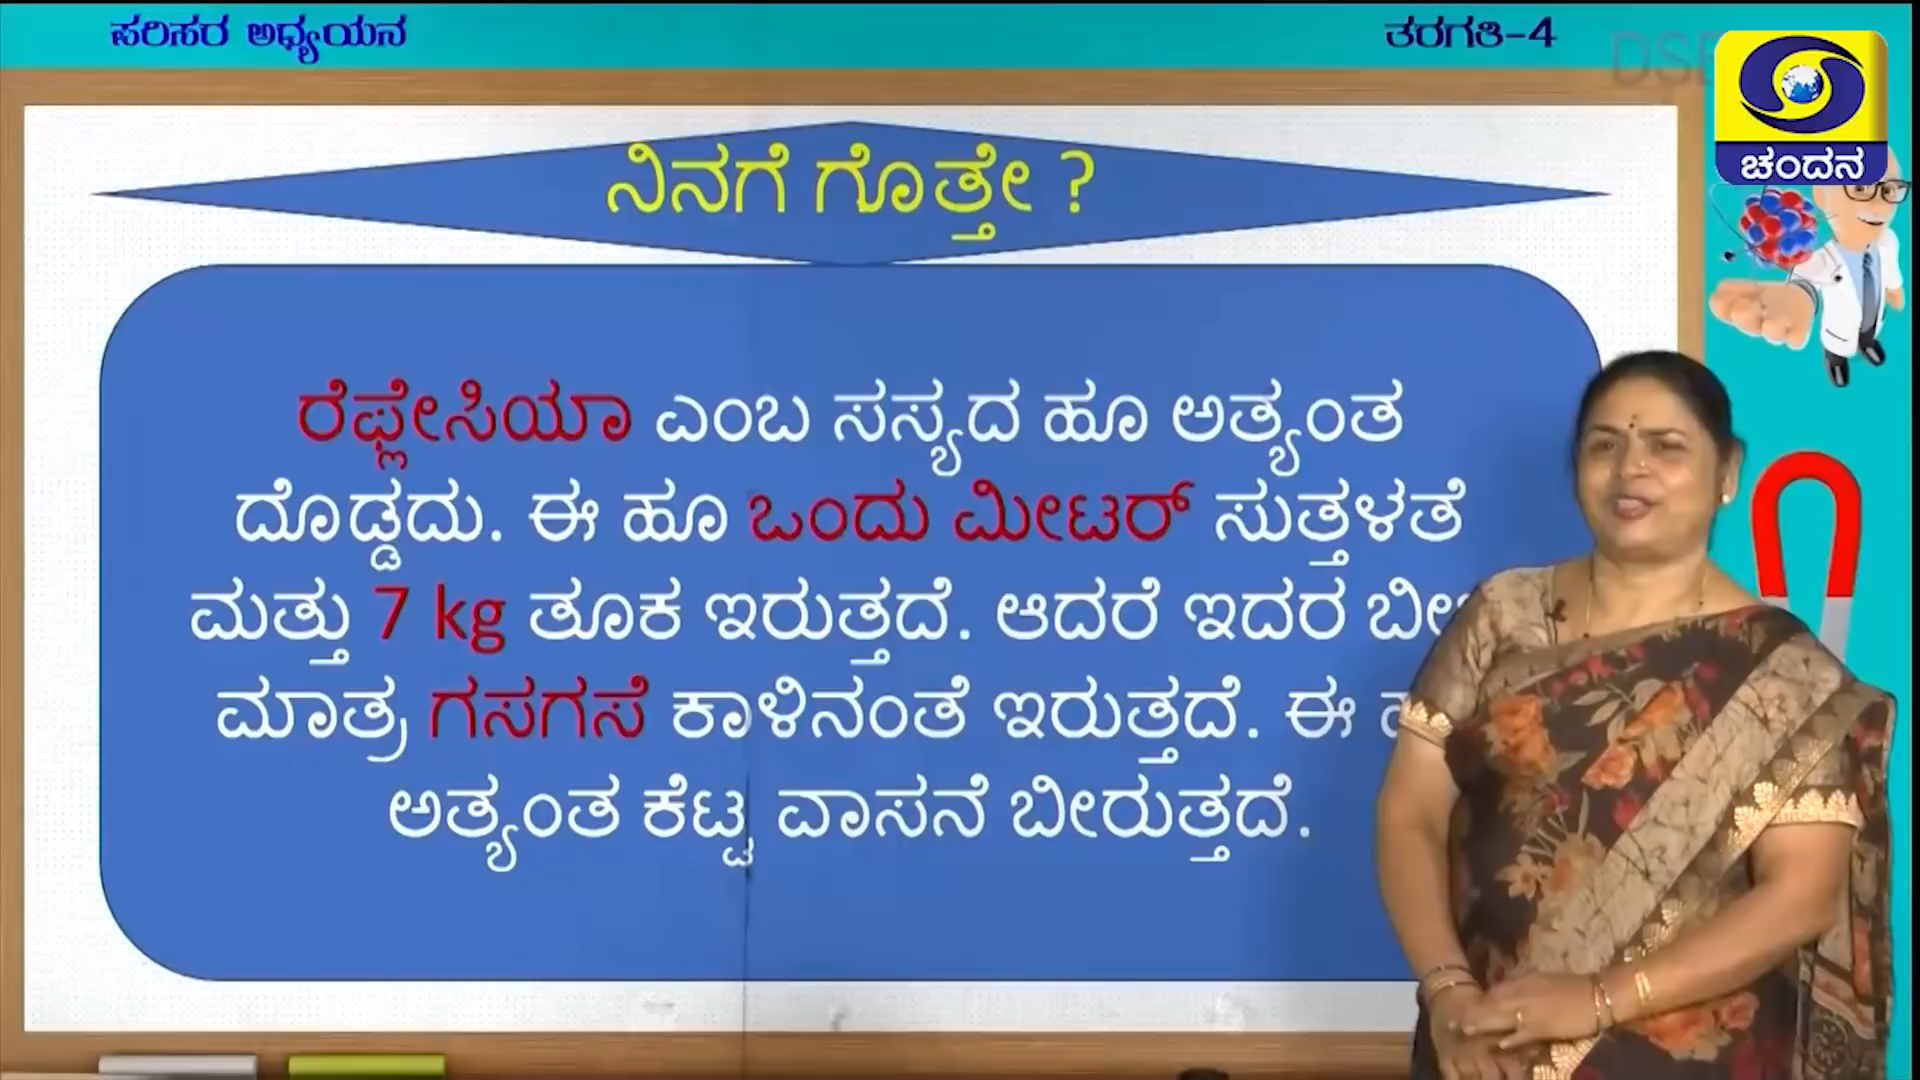 ಪರಿಸರ ಅಧ್ಯಯನ
ತರಗತಿ-4
ಚಂದನ
ನಿನಗೆ ಗೊತ್ತೇ ?
ರೆಫ್ಲೇಸಿಯಾ ಎಂಬ ಸಸ್ಯದ ಹೂ ಅತ್ಯಂತ
ದೊಡ್ಡದು. ಈ ಹೂ ಒಂದು ಮೀಟರ್ ಸುತ್ತಳತೆ
ಮತ್ತು 7 kg ತೂಕ ಇರುತ್ತದೆ. ಆದರೆ ಇದರ
ಮಾತ್ರ ಗಸಗಸೆ ಕಾಳಿನಂತೆ ಇರುತ್ತದೆ. ಈ
ಅತ್ಯಂತ ಕೆಟ್ಟ ವಾಸನೆ ಬೀರುತ್ತದೆ.